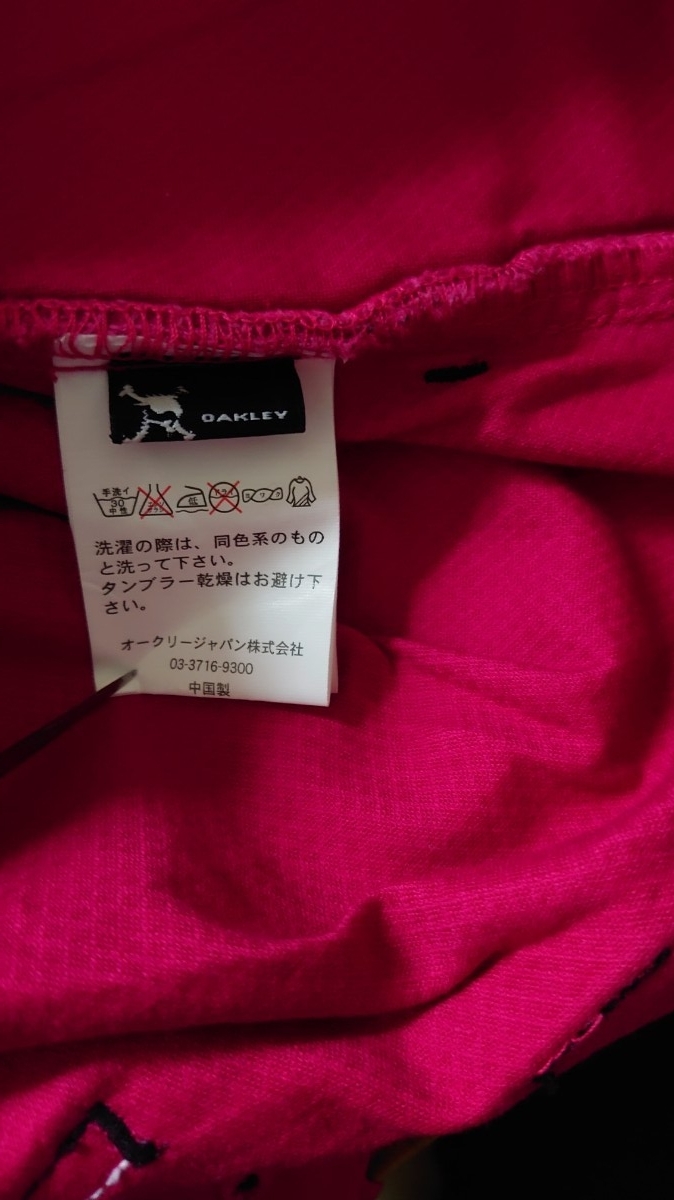 OAKLEY
手洗イ
30
中性
低
ヨワク
洗濯の際は、同色系のもの
と洗って下さい。
タンブラー乾燥はお避け下
さい。
オークリージャパン株式会社
03-3716-9300
中国製